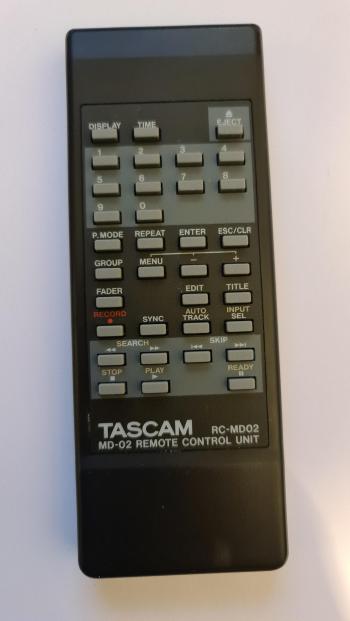 DISPLAY TIME EJECT
1 2 3 4
5 6 7 8
9 0
P.MODE REPEAT ENTER ESC/CLR
GROUP MENU − +
FADER EDIT TITLE
RECORD SYNC AUTO TRACK INPUT SEL
SEARCH SKIP
STOP PLAY READY
TASCAM RC-MD02
MD-02 REMOTE CONTROL UNIT